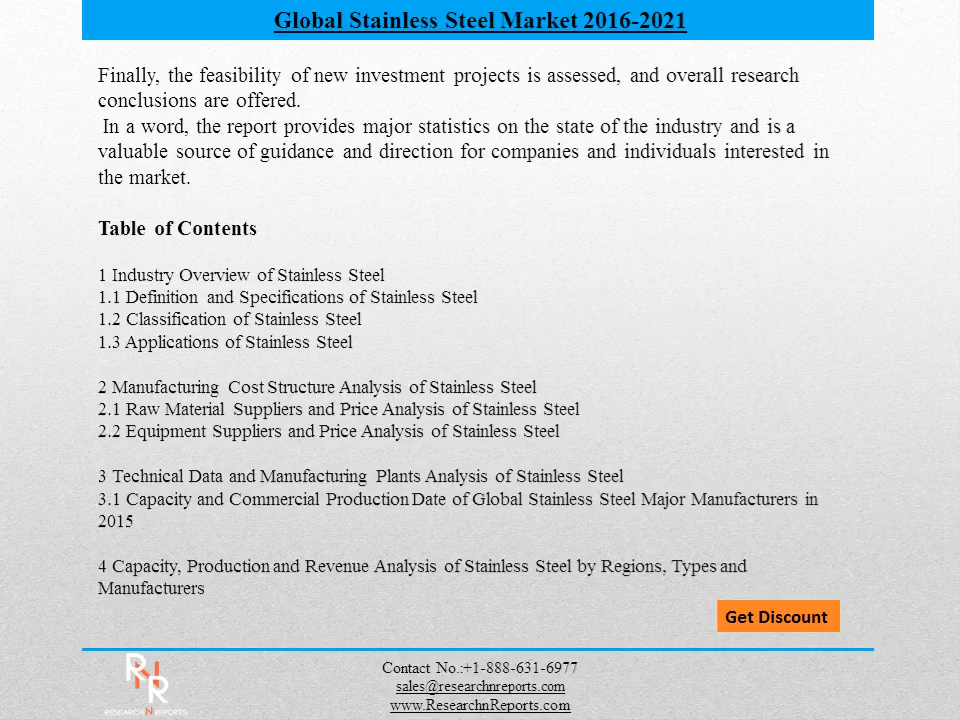 Global Stainless Steel Market 2016-2021
Finally, the feasibility of new investment projects is assessed, and overall research
conclusions are offered.
In a word, the report provides major statistics on the state of the industry and is a
valuable source of guidance and direction for companies and individuals interested in
the market.
Table of Contents
1 Industry Overview of Stainless Steel
1.1 Definition and Specifications of Stainless Steel
1.2 Classification of Stainless Steel
1.3 Applications of Stainless Steel
2 Manufacturing Cost Structure Analysis of Stainless Steel
2.1 Raw Material Suppliers and Price Analysis of Stainless Steel
2.2 Equipment Suppliers and Price Analysis of Stainless Steel
3 Technical Data and Manufacturing Plants Analysis of Stainless Steel
3.1 Capacity and Commercial Production Date of Global Stainless Steel Major Manufacturers in
2015
4 Capacity, Production and Revenue Analysis of Stainless Steel by Regions, Types and
Manufacturers
Get Discount
RNR
RESEARCH N REPORTS
Contact No.:+1-888-631-6977
sales@researchnreports.com
www.ResearchnReports.com